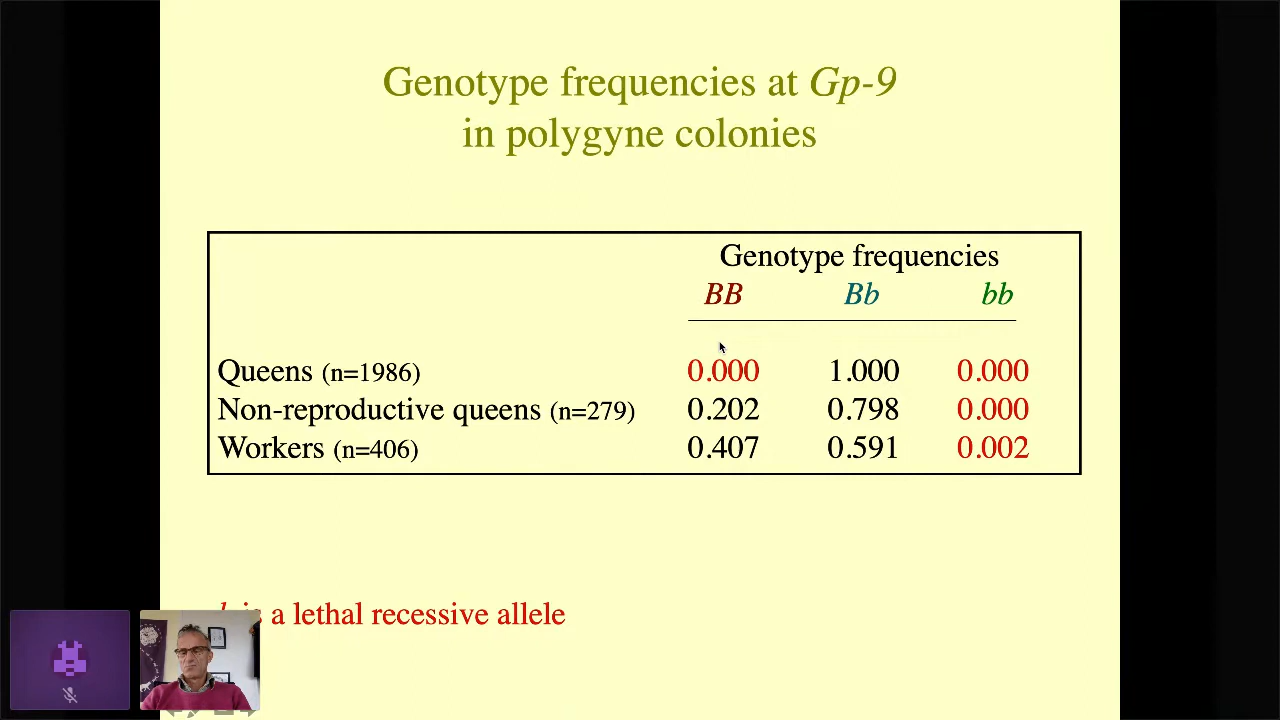 Genotype frequencies at Gp-9
in polygyne colonies
Genotype frequencies
BB Bb bb
Queens (n=1986) 0.000 1.000 0.000
Non-reproductive queens (n=279) 0.202 0.798 0.000
Workers (n=406) 0.407 0.591 0.002
is a lethal recessive allele